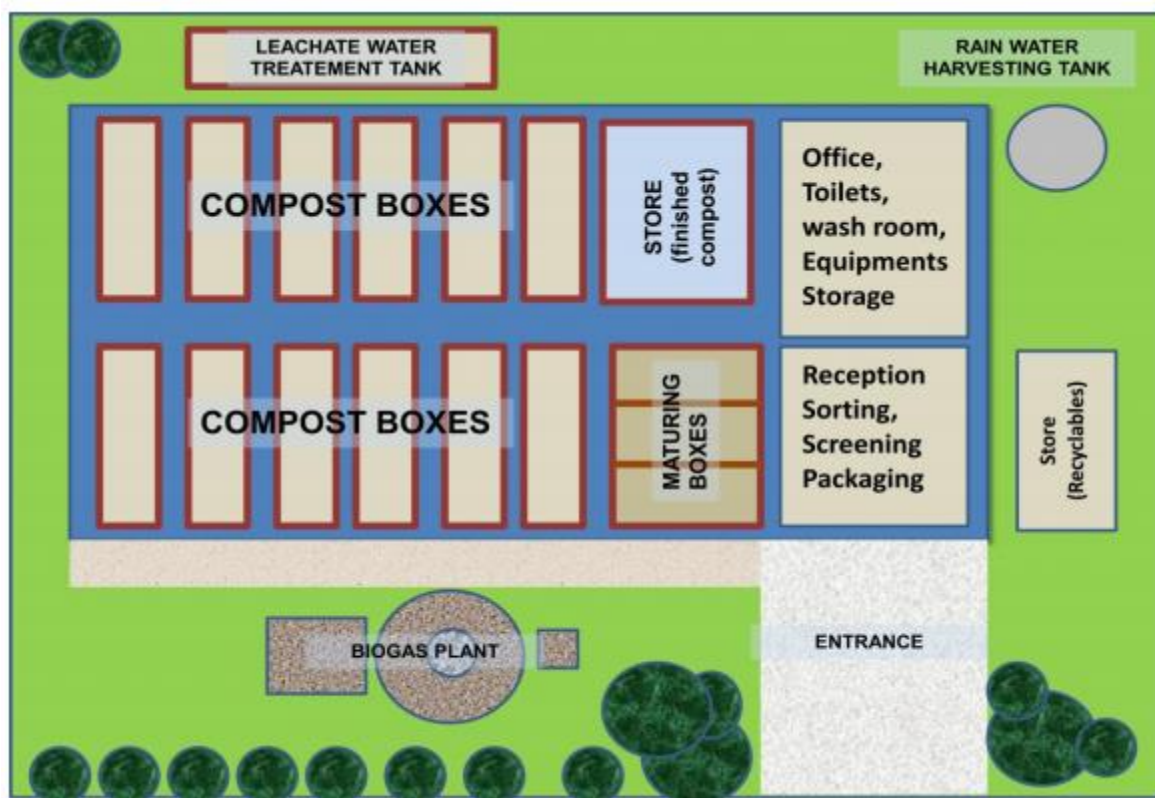 LEACHATE WATER
TREATEMENT TANK
RAIN WATER
HARVESTING TANK
COMPOST BOXES
STORE
(finished
compost)
Office,
Toilets,
wash room,
Equipments
Storage
COMPOST BOXES
MATURING
BOXES
Reception
Sorting,
Screening
Packaging
Store
(Recyclables)
BIOGAS PLANT
ENTRANCE